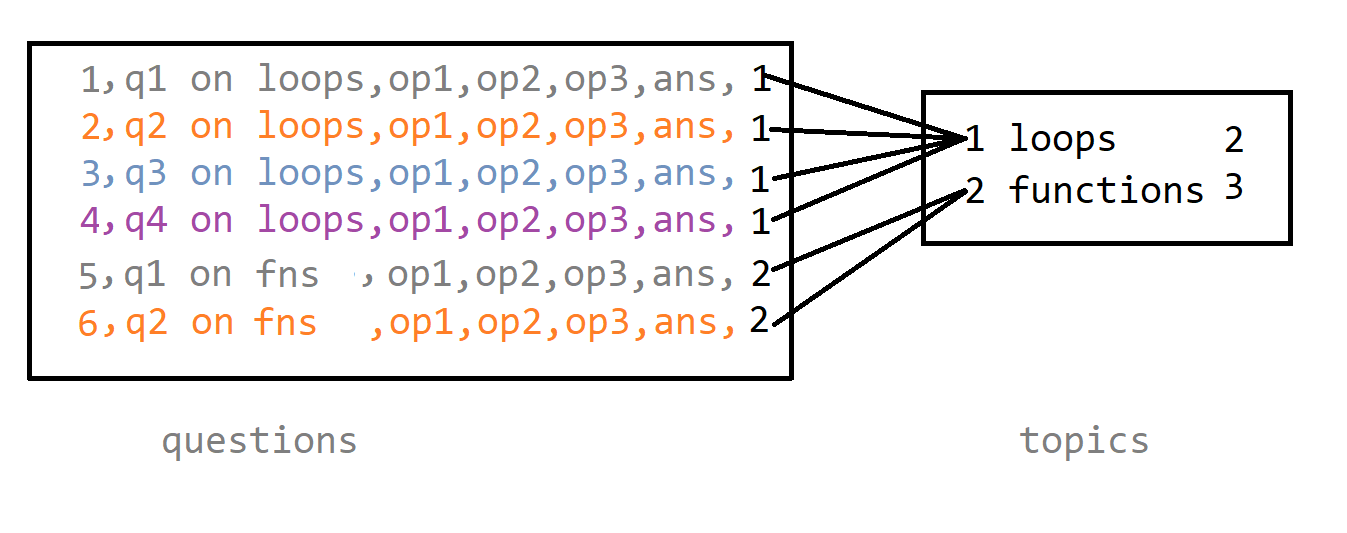 1,q1 on loops,op1,op2,op3,ans, 1
2,q2 on loops,op1,op2,op3,ans, 1
3,q3 on loops,op1,op2,op3,ans, 1
4,q4 on loops,op1,op2,op3,ans, 1
5,q1 on fns , op1,op2,op3,ans, 2
6,q2 on fns ,op1,op2,op3,ans, 2
questions
1 loops 2
2 functions 3
topics